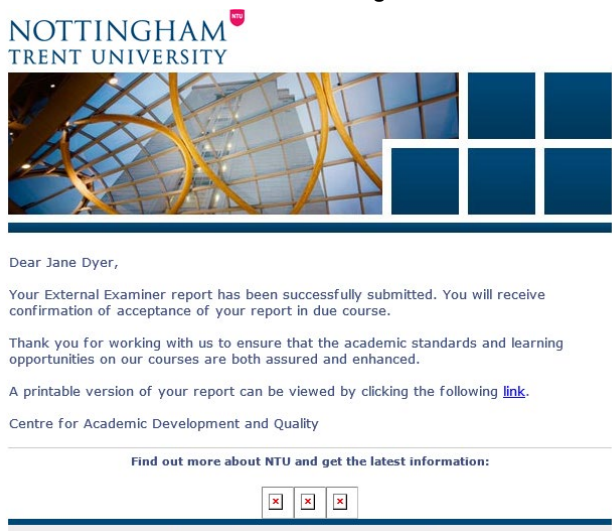 NOTTINGHAM NTU
TRENT UNIVERSITY
Dear Jane Dyer,
Your External Examiner report has been successfully submitted. You will receive
confirmation of acceptance of your report in due course.
Thank you for working with us to ensure that the academic standards and learning
opportunities on our courses are both assured and enhanced.
A printable version of your report can be viewed by clicking the following link.
Centre for Academic Development and Quality
Find out more about NTU and get the latest information: